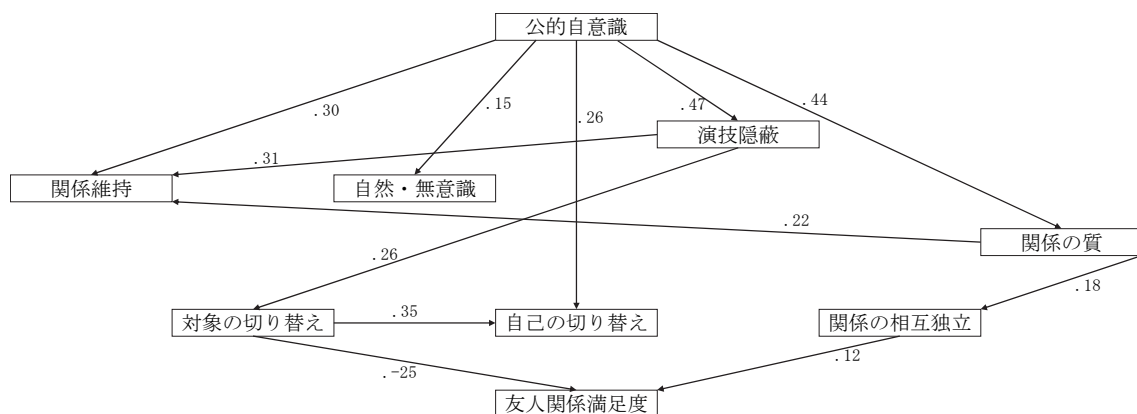 公的自意識
.30
.15
.26
.47
.44
演技隠蔽
.31
関係維持
自然・無意識
.22
関係の質
.26
.18
対象の切り替え
.35
自己の切り替え
関係の相互独立
.-25
.12
友人関係満足度